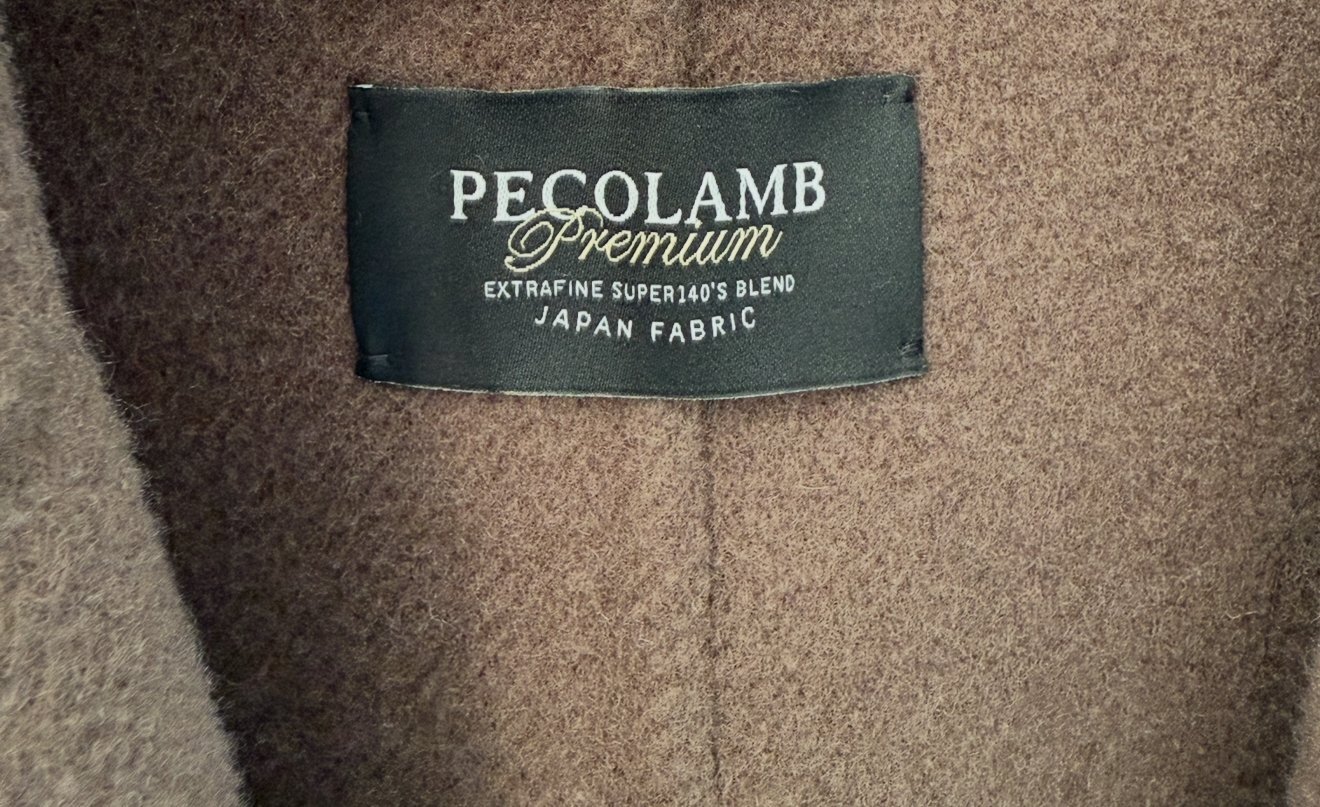 PECOLAMB
Premium
EXTRAFINE SUPER140'S BLEND
JAPAN FABRIC